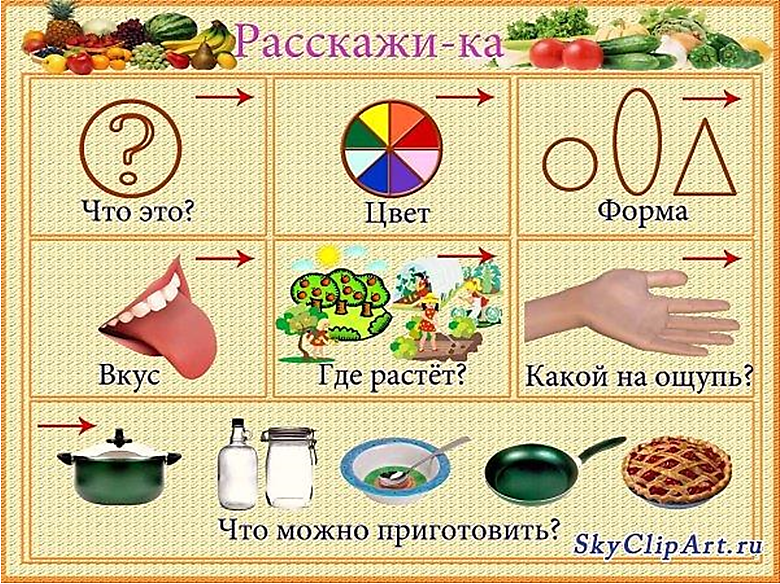 Расскажи-ка
?
Что это?
Цвет
Форма
Вкус
Где растёт?
Какой на ощупь?
Что можно приготовить?
SkyClipArt.ru